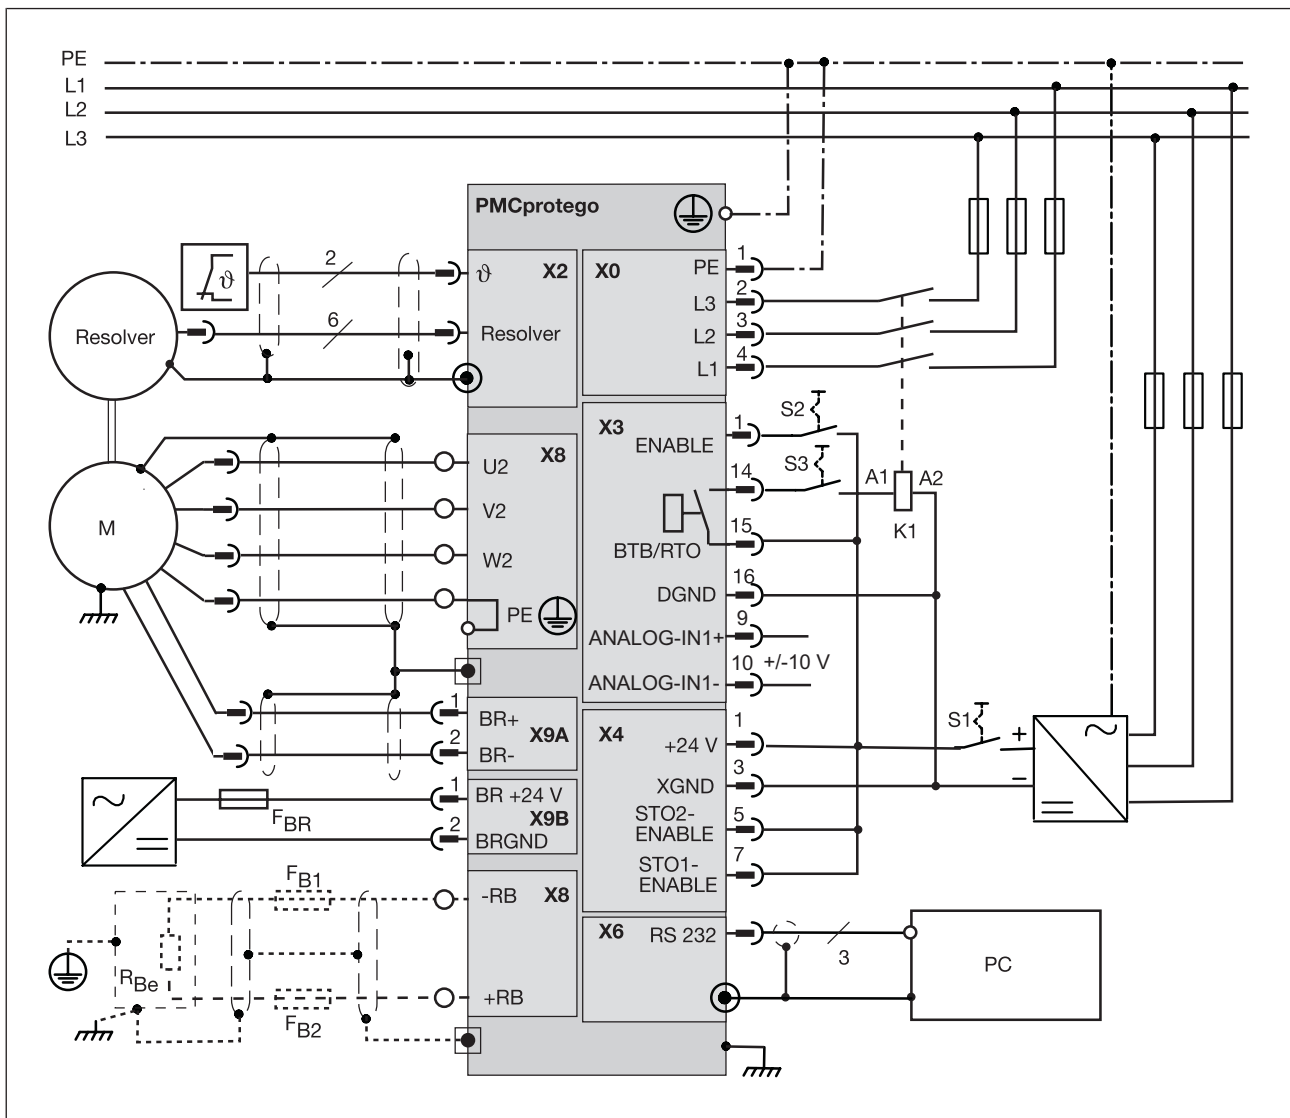 PE
L1
L2
L3
PMCprotego
ϑ
2
ϑ
X2
X0
PE
1
L3
2
Resolver
6
Resolver
L2
3
L1
4
X3
ENABLE
1
S2
S3
14
A1
A2
K1
BTB/RTO
15
DGND
16
ANALOG-IN1+
9
ANALOG-IN1-
10
+/-10 V
M
U2
X8
V2
W2
PE
1
BR+
X9A
2
BR-
X4
+24 V
1
S1
+
XGND
3
−
STO2-
ENABLE
5
STO1-
ENABLE
7
FBR
1
BR +24 V
X9B
2
BRGND
FB1
-RB
X8
RBe
FB2
+RB
X6
RS 232
3
PC